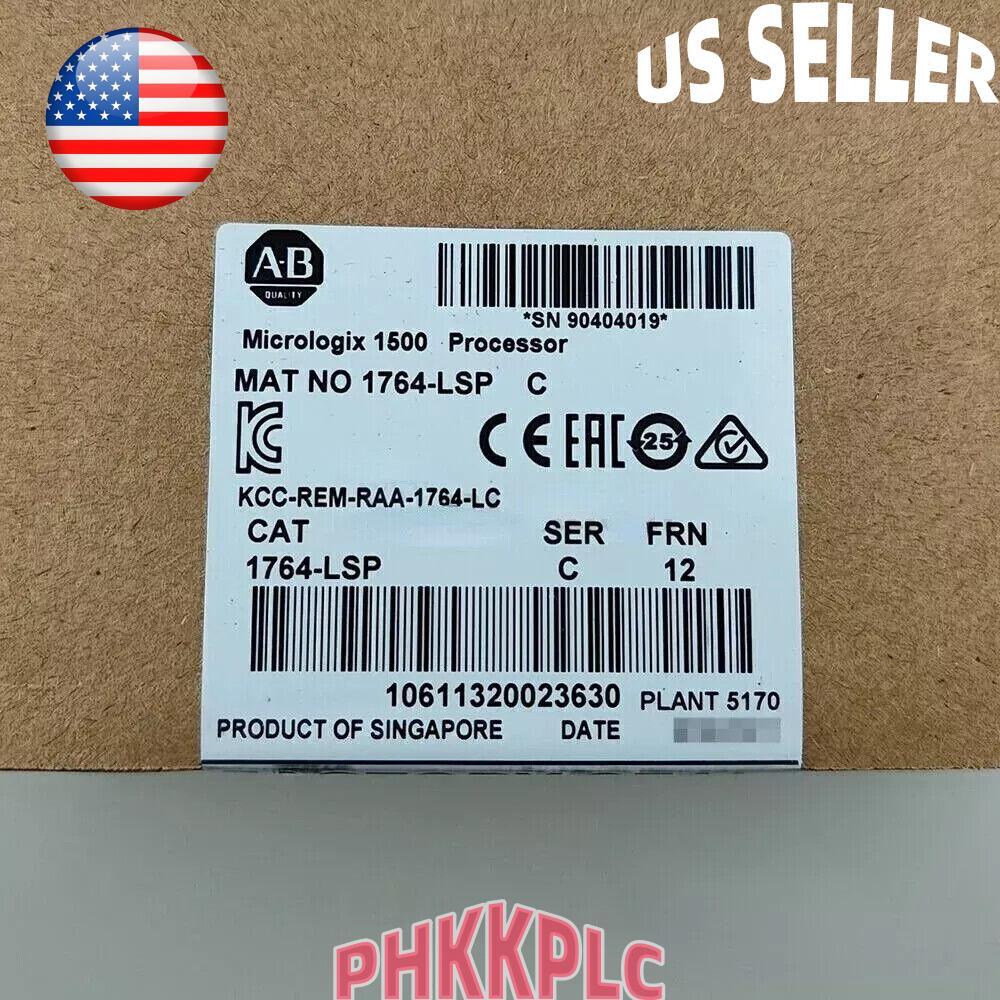 US SELLER
A-B
QUALITY
*SN 90404019*
Micrologix 1500 Processor
MAT NO 1764-LSP C
KC
CE EAC 25
KCC-REM-RAA-1764-LC
CAT SER FRN
1764-LSP C 12
10611320023630 PLANT 5170
PRODUCT OF SINGAPORE DATE
PHKKPLC